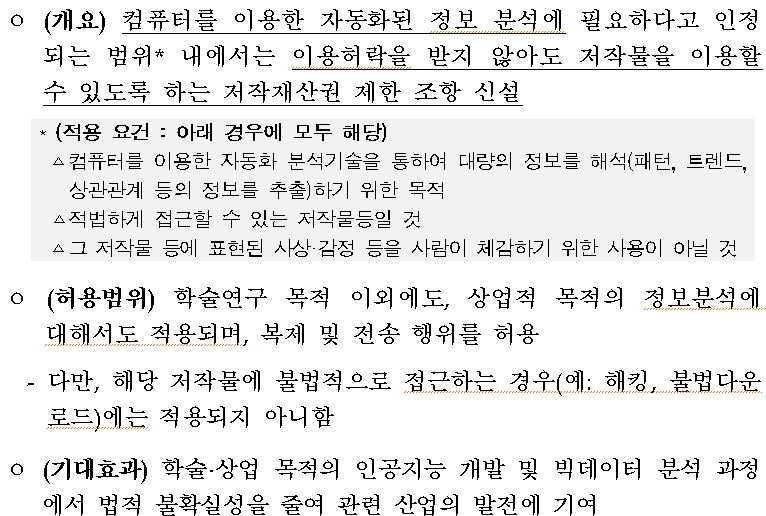 ㅇ (개요) 컴퓨터를 이용한 자동화된 정보 분석에 필요하다고 인정
되는 범위* 내에서는 이용허락을 받지 않아도 저작물을 이용할
수 있도록 하는 저작재산권 제한 조항 신설
* (적용 요건 : 아래 경우에 모두 해당)
△컴퓨터를 이용한 자동화 분석기술을 통하여 대량의 정보를 해석(패턴, 트렌드,
상관관계 등의 정보를 추출)하기 위한 목적
△적법하게 접근할 수 있는 저작물등일 것
△그 저작물 등에 표현된 사상·감정 등을 사람이 체감하기 위한 사용이 아닐 것
ㅇ (허용범위) 학술연구 목적 이외에도, 상업적 목적의 정보분석에
대해서도 적용되며, 복제 및 전송 행위를 허용
- 다만, 해당 저작물에 불법적으로 접근하는 경우(예: 해킹, 불법다운
로드)에는 적용되지 아니함
ㅇ (기대효과) 학술·상업 목적의 인공지능 개발 및 빅데이터 분석 과정
에서 법적 불확실성을 줄여 관련 산업의 발전에 기여